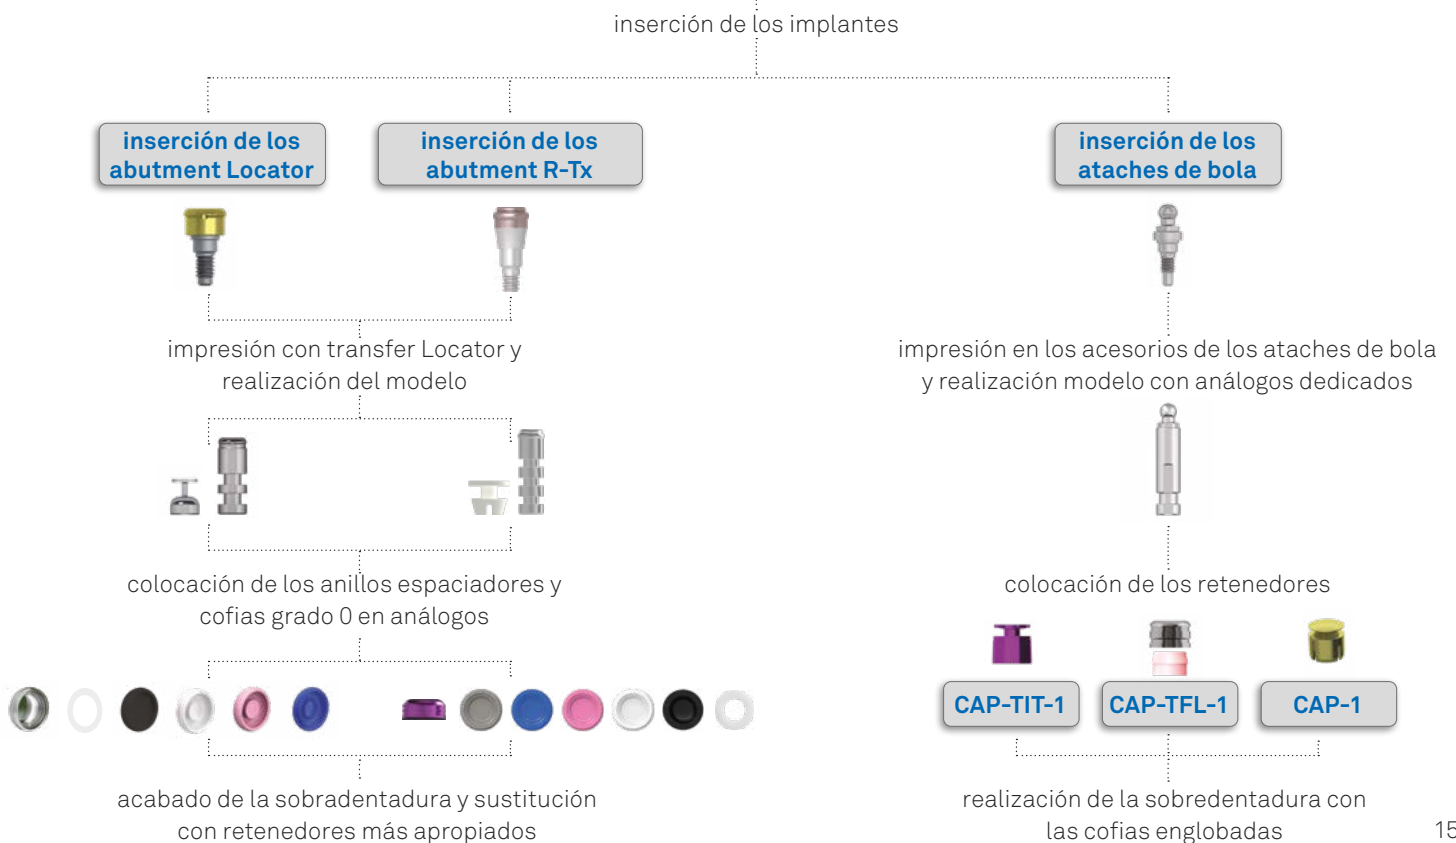 inserción de los implantes
inserción de los
abutment Locator
inserción de los
abutment R-Tx
inserción de los
ataches de bola
impresión con transfer Locator y
realización del modelo
impresión en los acesorios de los ataches de bola
y realización modelo con análogos dedicados
colocación de los anillos espaciadores y
cofias grado 0 en análogos
colocación de los retenedores
CAP-TIT-1
CAP-TFL-1
CAP-1
acabado de la sobradentadura y sustitución
con retenedores más apropiados
realización de la sobredentadura con
las cofias englobadas
15